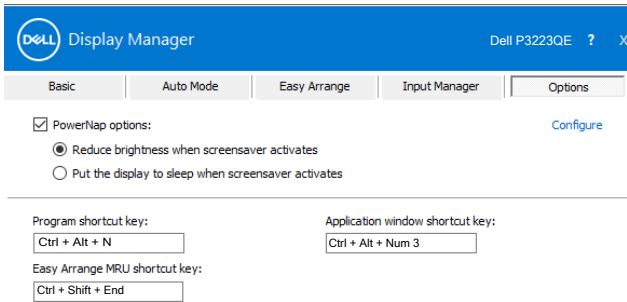 DELL Display Manager Dell P3223QE ? X
Basic Auto Mode Easy Arrange Input Manager Options
PowerNap options: Configure
Reduce brightness when screensaver activates
Put the display to sleep when screensaver activates
Program shortcut key: Application window shortcut key:
Ctrl + Alt + N Ctrl + Alt + Num 3
Easy Arrange MRU shortcut key:
Ctrl + Shift + End